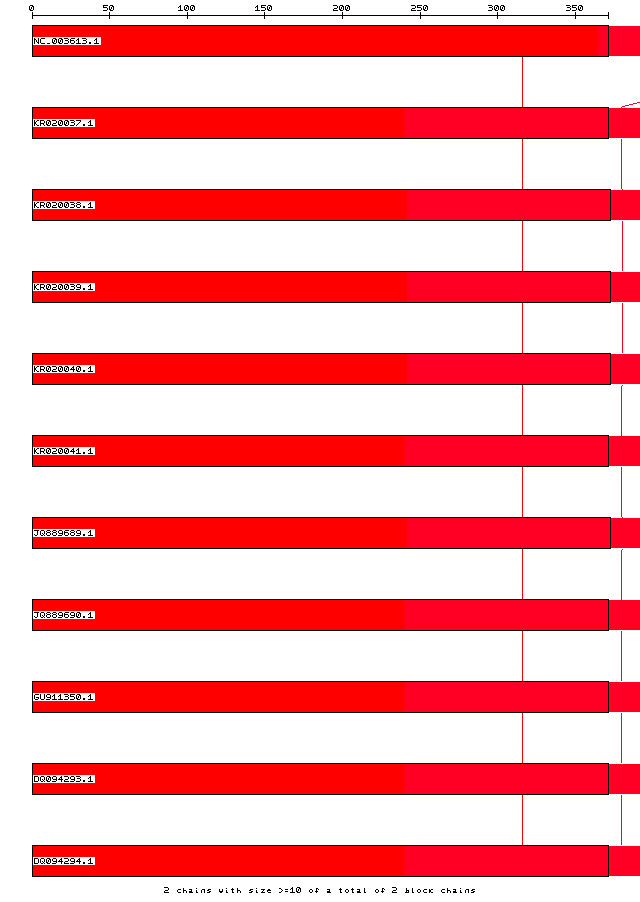 0 50 100 150 200 250 300 350
NC_003613.1
KR020037.1
KR020038.1
KR020039.1
KR020040.1
KR020041.1
JQ889689.1
JQ889690.1
GU911350.1
DQ094293.1
DQ094294.1
2 chains with size >=10 of a total of 2 block chains